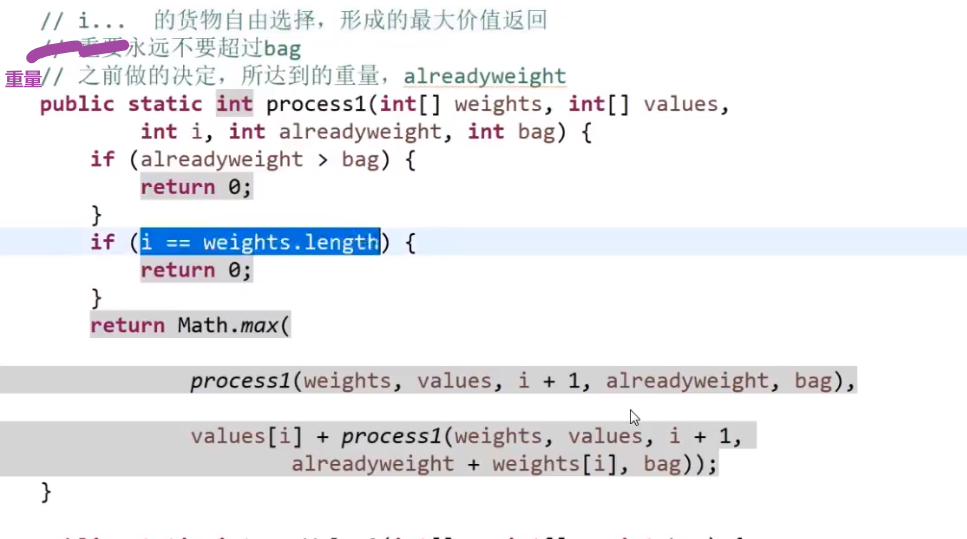 // i... 的货物自由选择，形成的最大价值返回
// 重要永远不要超过bag
重量// 之前做的决定，所达到的重量，alreadyweight
public static int process1(int[] weights, int[] values,
int i, int alreadyweight, int bag) {
if (alreadyweight > bag) {
return 0;
}
if (i == weights.length) {
return 0;
}
return Math.max(
process1(weights, values, i + 1, alreadyweight, bag),
values[i] + process1(weights, values, i + 1,
alreadyweight + weights[i], bag));
}